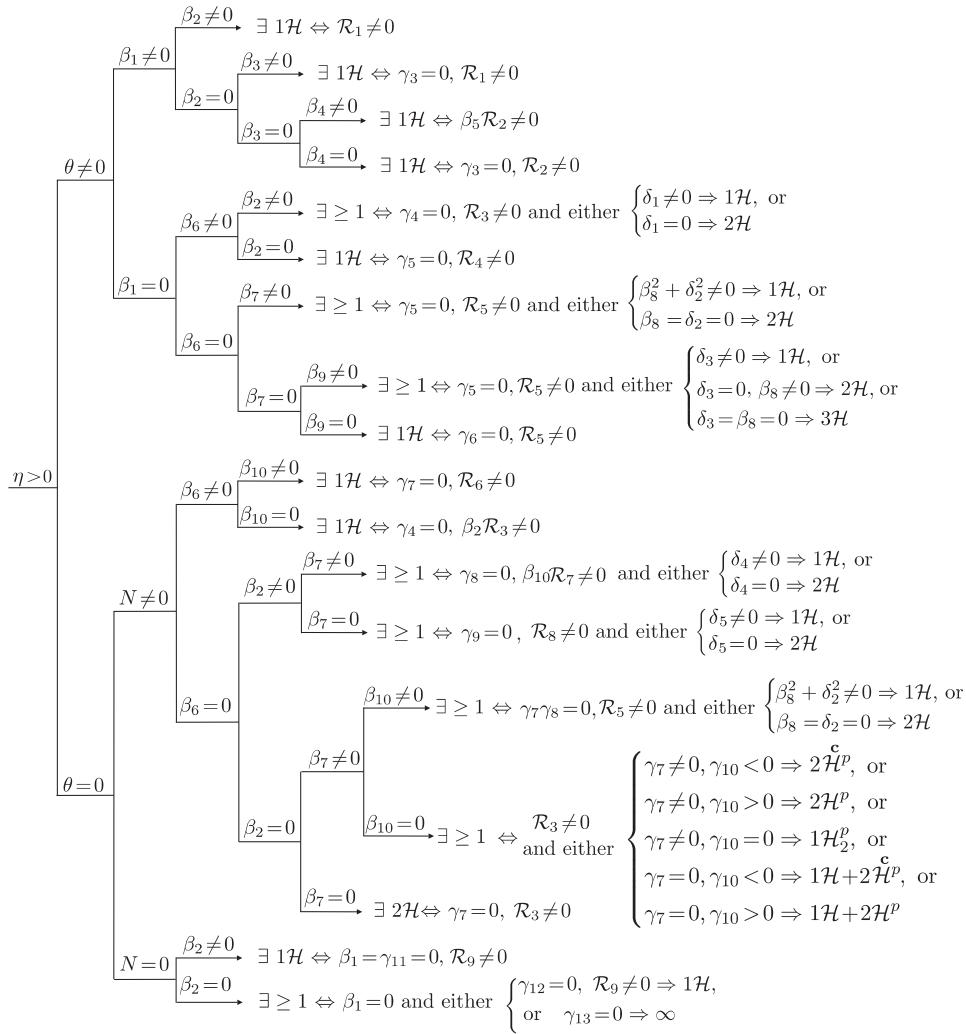 β₂≠0
∃ 1ℋ ⇔ ℛ₁≠0
β₁≠0
β₃≠0
∃ 1ℋ ⇔ γ₃=0, ℛ₁≠0
β₂=0
β₄≠0
∃ 1ℋ ⇔ β₅ℛ₂≠0
β₃=0
β₄=0
∃ 1ℋ ⇔ γ₃=0, ℛ₂≠0
θ≠0
β₂≠0
∃ ≥ 1 ⇔ γ₄=0, ℛ₃≠0 and either
δ₁≠0 ⇒ 1ℋ, or
δ₁=0 ⇒ 2ℋ
β₆≠0
β₂=0
∃ 1ℋ ⇔ γ₅=0, ℛ₄≠0
β₁=0
β₇≠0
∃ ≥ 1 ⇔ γ₅=0, ℛ₅≠0 and either
β₈² + δ₂² ≠0 ⇒ 1ℋ, or
β₈ =δ₂=0 ⇒ 2ℋ
β₆=0
β₉≠0
∃ ≥ 1 ⇔ γ₅=0, ℛ₅≠0 and either
δ₃≠0 ⇒ 1ℋ, or
δ₃=0, β₈≠0 ⇒ 2ℋ, or
δ₃=β₈=0 ⇒ 3ℋ
β₇=0
β₉=0
∃ 1ℋ ⇔ γ₆=0, ℛ₅≠0
η>0
β₁₀≠0
∃ 1ℋ ⇔ γ₇=0, ℛ₆≠0
β₆≠0
β₁₀=0
∃ 1ℋ ⇔ γ₄=0, β₂ℛ₃≠0
N≠0
β₇≠0
∃ ≥ 1 ⇔ γ₈=0, β₁₀ℛ₇≠0 and either
δ₄≠0 ⇒ 1ℋ, or
δ₄=0 ⇒ 2ℋ
β₂≠0
β₇=0
∃ ≥ 1 ⇔ γ₉=0, ℛ₈≠0 and either
δ₅≠0 ⇒ 1ℋ, or
δ₅=0 ⇒ 2ℋ
β₆=0
β₁₀≠0
∃ ≥ 1 ⇔ γ₇γ₈=0, ℛ₅≠0 and either
β₈² + δ₂² ≠0 ⇒ 1ℋ, or
β₈ =δ₂=0 ⇒ 2ℋ
β₇≠0
θ=0
β₂=0
β₁₀=0
∃ ≥ 1 ⇔
ℛ₃≠0
and either
c
γ₇≠0, γ₁₀<0 ⇒ 2ℋᵖ, or
γ₇≠0, γ₁₀>0 ⇒ 2ℋᵖ, or
γ₇≠0, γ₁₀=0 ⇒ 1ℋ₂ᵖ, or
c
γ₇=0, γ₁₀<0 ⇒ 1ℋ+2ℋᵖ, or
γ₇=0, γ₁₀>0 ⇒ 1ℋ+2ℋᵖ
β₇=0
∃ 2ℋ ⇔ γ₇=0, ℛ₃≠0
N=0
β₂≠0
∃ 1ℋ ⇔ β₁=γ₁₁=0, ℛ₉≠0
β₂=0
∃ ≥ 1 ⇔ β₁=0 and either
γ₁₂=0, ℛ₉≠0 ⇒ 1ℋ,
or γ₁₃=0 ⇒ ∞